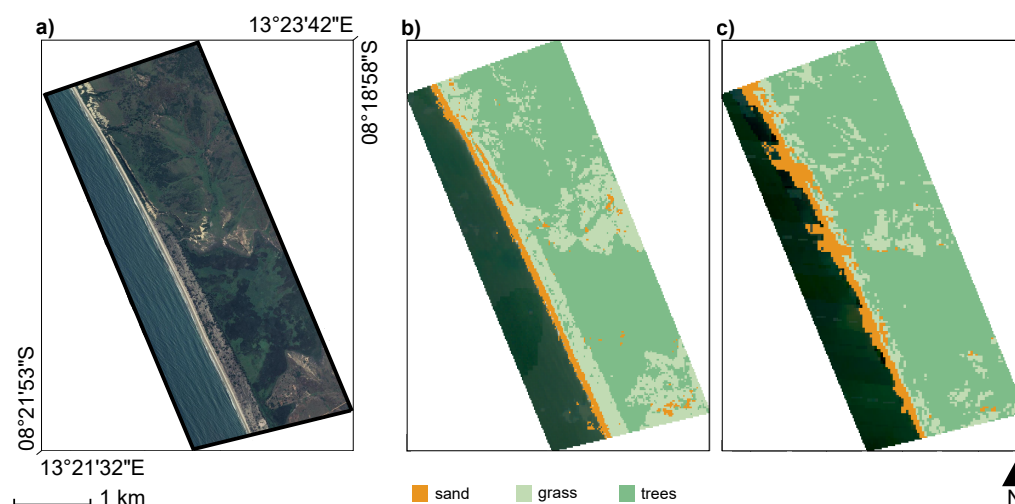 a)
13°23'42"E
b)
c)
08°18'58"S
08°21'53"S
13°21'32"E
1 km
sand
grass
trees
N